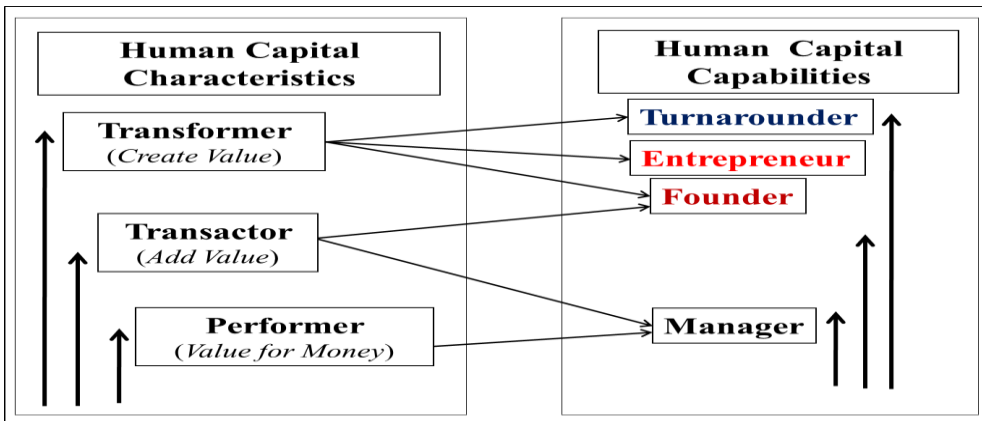 Human Capital
Characteristics
Transformer
(Create Value)
Transactor
(Add Value)
Performer
(Value for Money)
Human Capital
Capabilities
Turnarounder
Entrepreneur
Founder
Manager